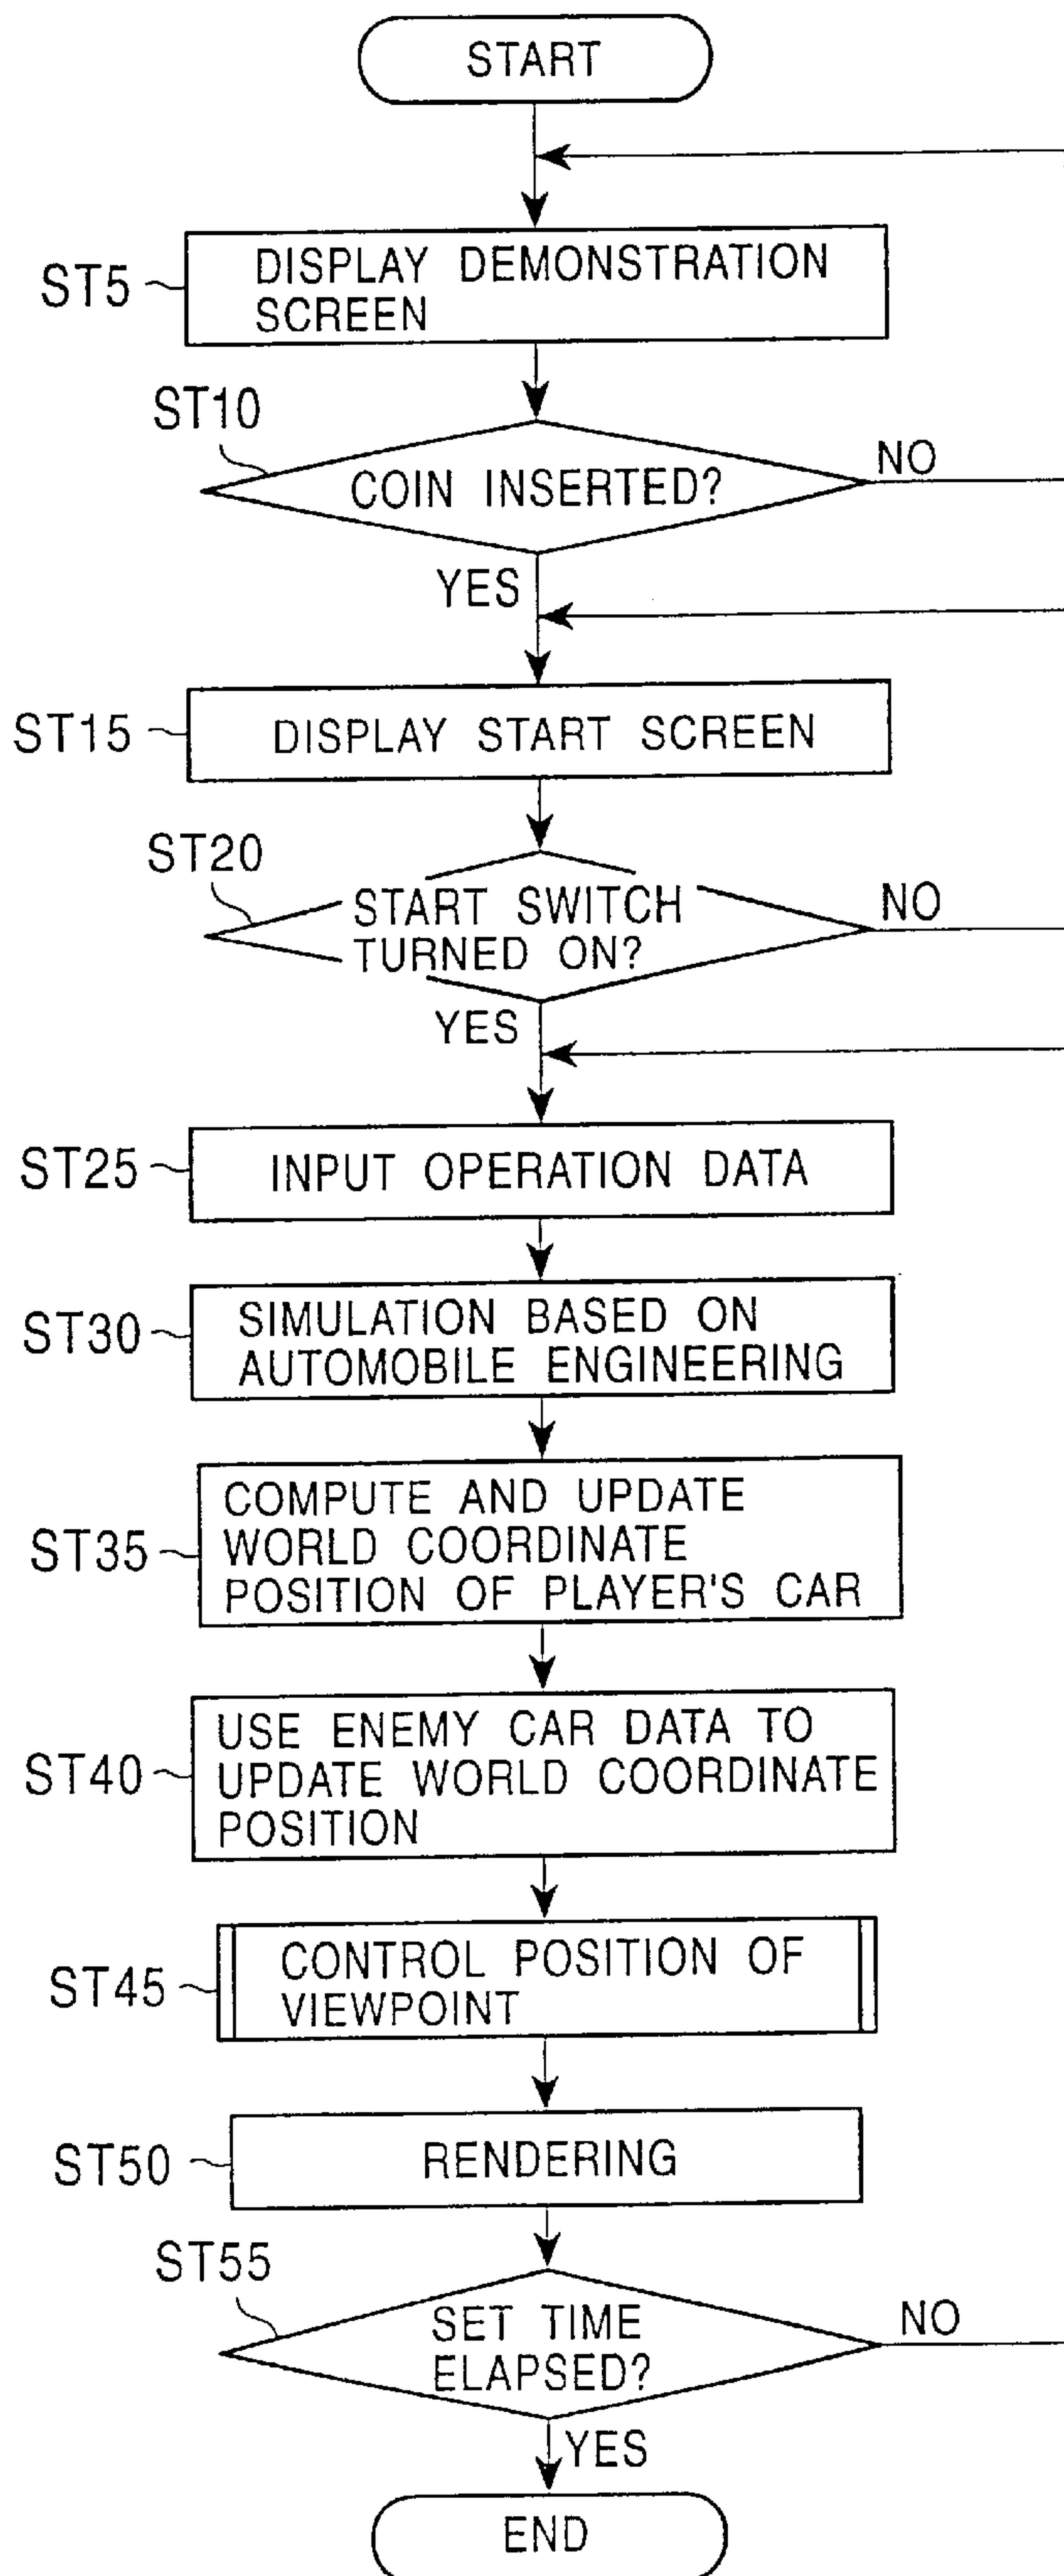 START
ST5
DISPLAY DEMONSTRATION
SCREEN
ST10
COIN INSERTED?
NO
YES
ST15
DISPLAY START SCREEN
ST20
START SWITCH
TURNED ON?
NO
YES
ST25
INPUT OPERATION DATA
ST30
SIMULATION BASED ON
AUTOMOBILE ENGINEERING
ST35
COMPUTE AND UPDATE
WORLD COORDINATE
POSITION OF PLAYER'S CAR
ST40
USE ENEMY CAR DATA TO
UPDATE WORLD COORDINATE
POSITION
ST45
CONTROL POSITION OF
VIEWPOINT
ST50
RENDERING
ST55
SET TIME
ELAPSED?
NO
YES
END